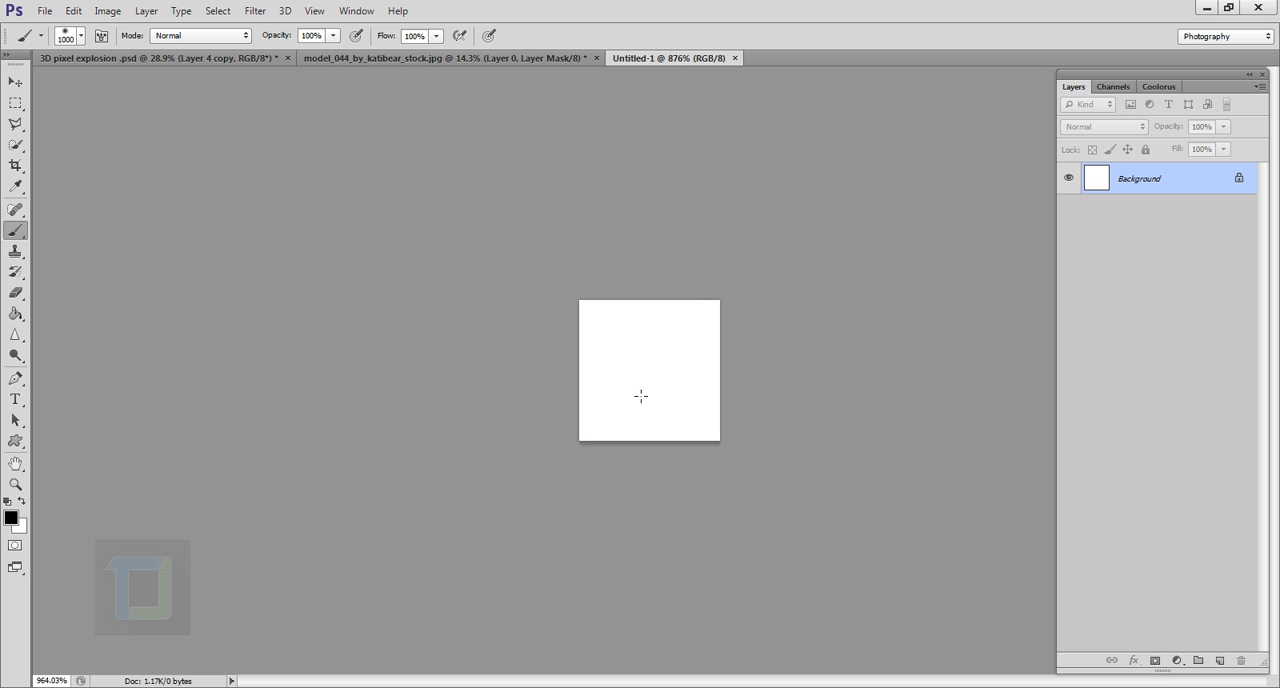 Ps File Edit Image Layer Type Select Filter 3D View Window Help
1000 Mode: Normal Opacity: 100% Flow: 100% Photography
3D pixel explosion .psd @ 28.9% (Layer 4 copy, RGB/8*) * × model_044_by_katibear_stock.jpg @ 14.3% (Layer 0, Layer Mask/8) * × Untitled-1 @ 876% (RGB/8) ×
Layers Channels Coolorus
Kind
Normal Opacity: 100%
Lock: Fill: 100%
Background
T
TJ
fx
964.03% Doc: 1.17K/0 bytes